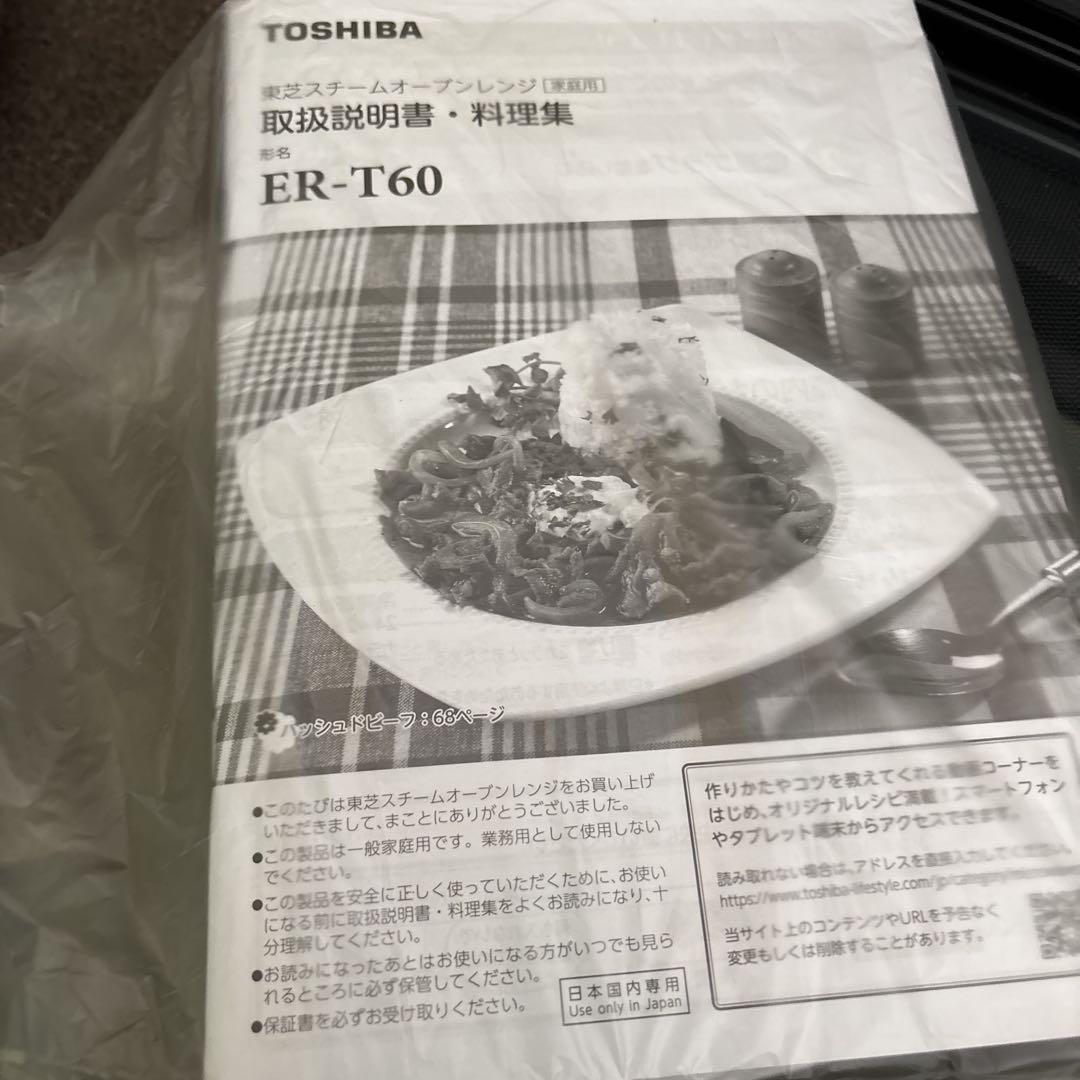 TOSHIBA
東芝スチームオーブンレンジ 家庭用
取扱説明書・料理集
形名
ER-T60
ハッシュドビーフ：68ページ
●このたびは東芝スチームオーブンレンジをお買い上げ
いただきまして、まことにありがとうございました。
●この製品は一般家庭用です。業務用として使用しない
でください。
●この製品を安全に正しく使っていただくために、お使い
になる前に取扱説明書・料理集をよくお読みになり、十
分理解してください。
●お読みになったあとはお使いになる方がいつでも見ら
れるところに必ず保管してください。
●保証書を必ずお受け取りください。
日本国内専用
Use only in Japan
作りかたやコツを教えてくれる動画コーナーを
はじめ、オリジナルレシピ満載！スマートフォン
やタブレット端末からアクセスできます。
読み取れない場合は、アドレスを直接入力してください。
https://www.toshiba-lifestyle.com/jp/
当サイト上のコンテンツやURLを予告なく
変更もしくは削除することがあります。